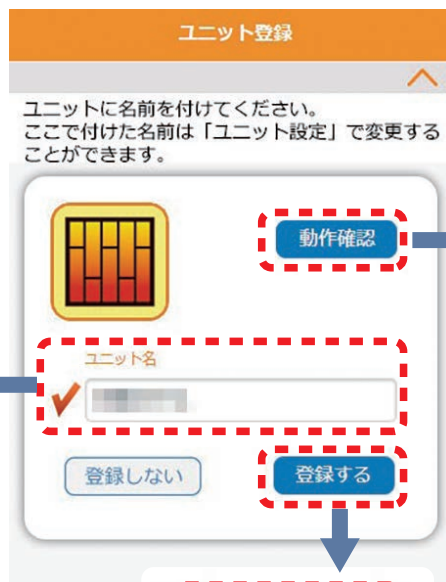 ユニット登録
ユニットに名前を付けてください。
ここで付けた名前は「ユニット設定」で変更する
ことができます。
動作確認
ユニット名
登録しない
登録する